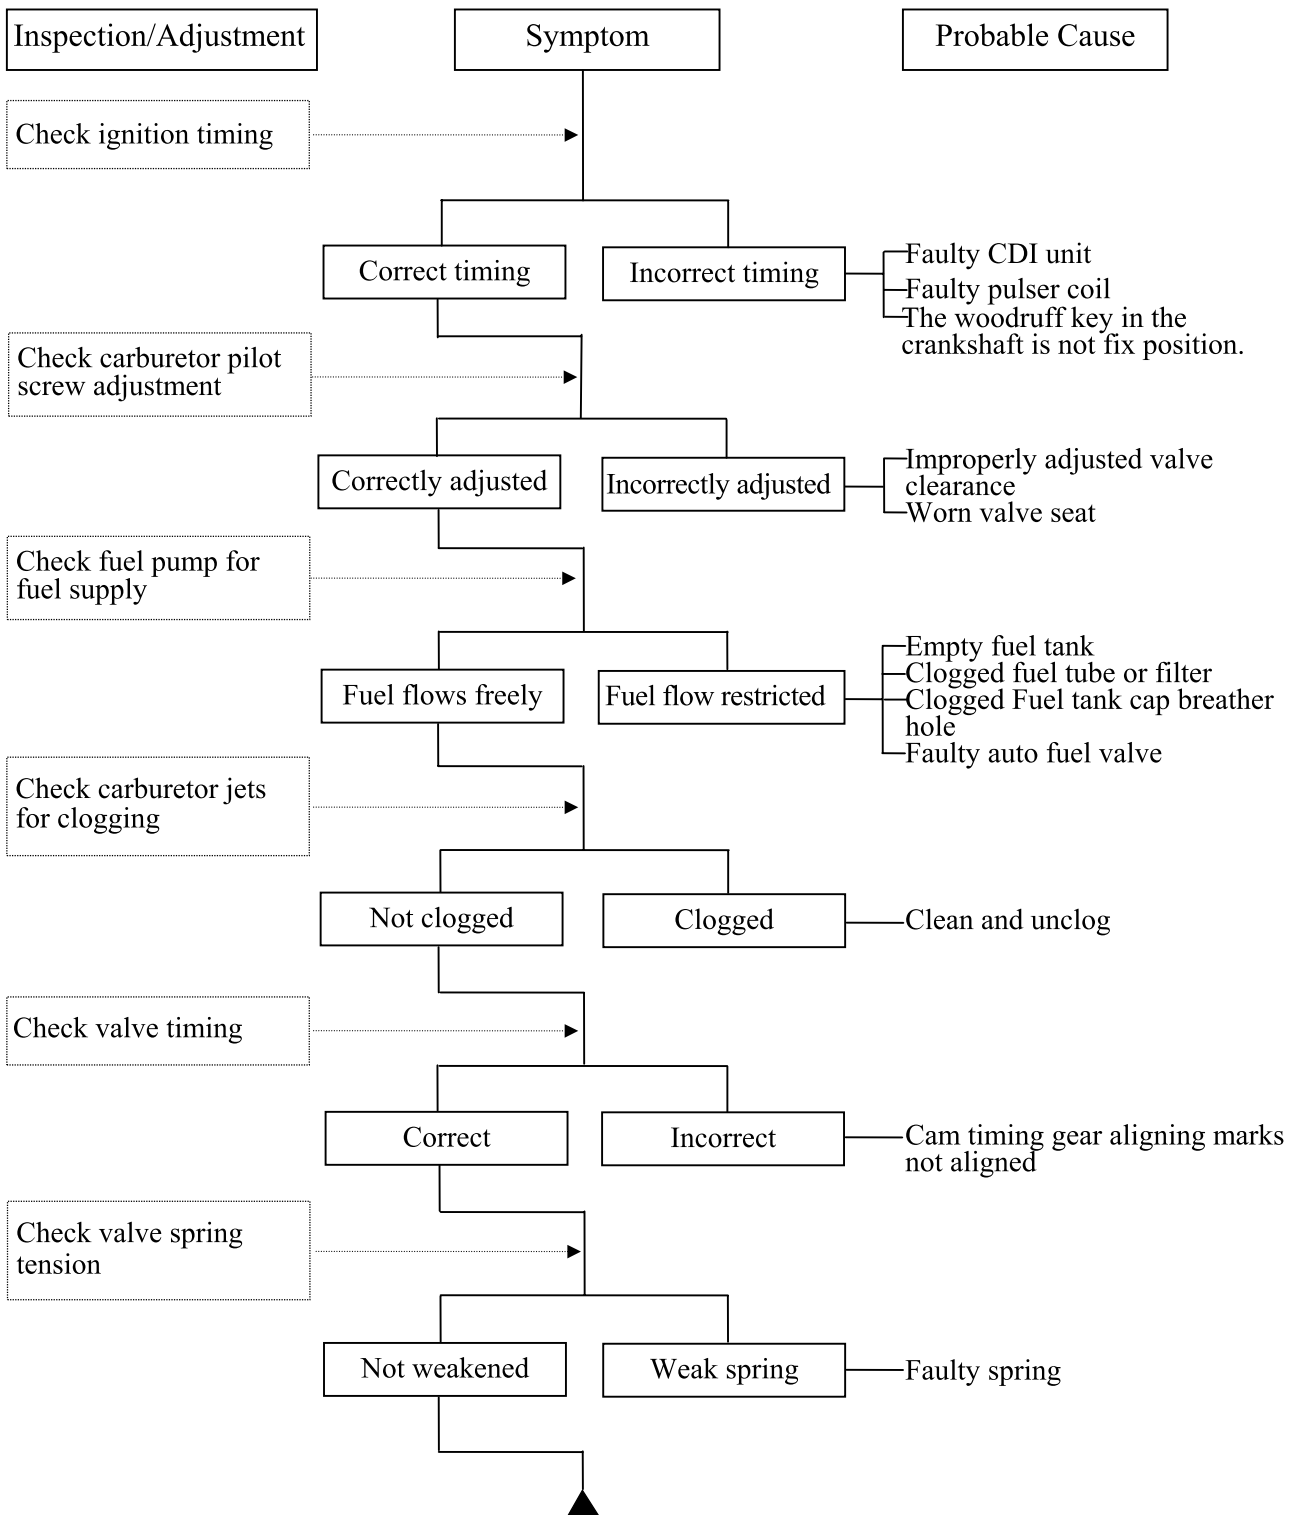 Inspection/Adjustment
Symptom
Probable Cause
Check ignition timing
Correct timing
Incorrect timing
Faulty CDI unit
Faulty pulser coil
The woodruff key in the
crankshaft is not fix position.
Check carburetor pilot
screw adjustment
Correctly adjusted
Incorrectly adjusted
Improperly adjusted valve
clearance
Worn valve seat
Check fuel pump for
fuel supply
Fuel flows freely
Fuel flow restricted
Empty fuel tank
Clogged fuel tube or filter
Clogged Fuel tank cap breather
hole
Faulty auto fuel valve
Check carburetor jets
for clogging
Not clogged
Clogged
Clean and unclog
Check valve timing
Correct
Incorrect
Cam timing gear aligning marks
not aligned
Check valve spring
tension
Not weakened
Weak spring
Faulty spring